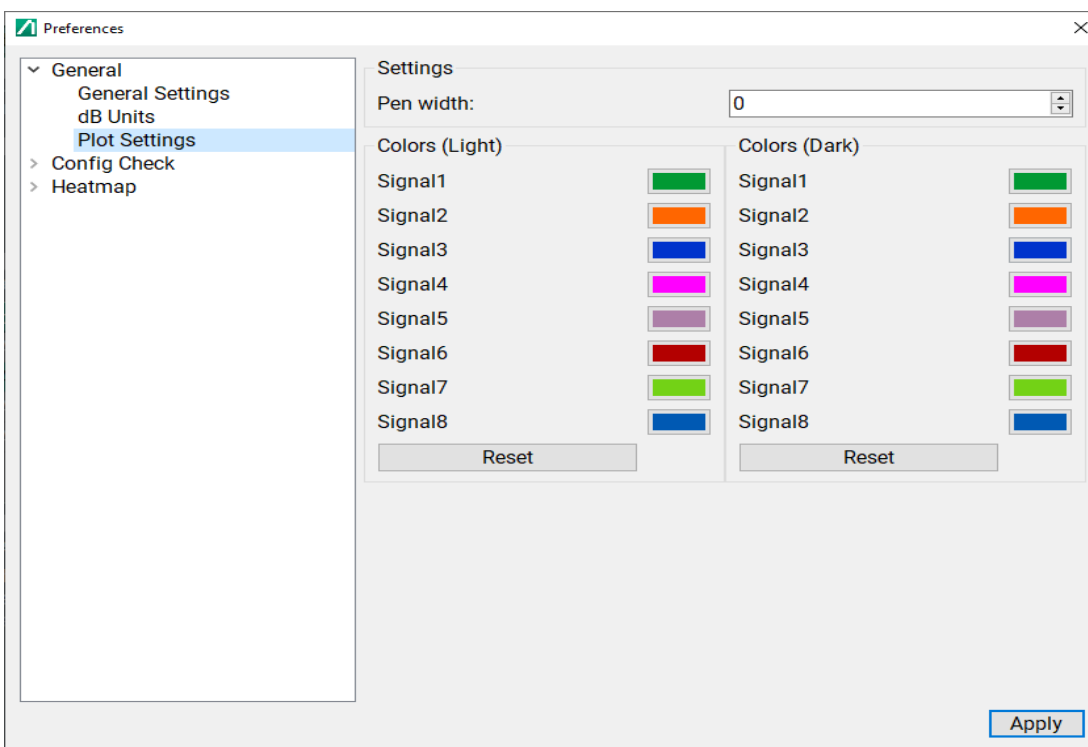 Preferences
General
General Settings
dB Units
Plot Settings
Config Check
Heatmap
Settings
Pen width: 0
Colors (Light)
Signal1
Signal2
Signal3
Signal4
Signal5
Signal6
Signal7
Signal8
Reset
Colors (Dark)
Signal1
Signal2
Signal3
Signal4
Signal5
Signal6
Signal7
Signal8
Reset
Apply